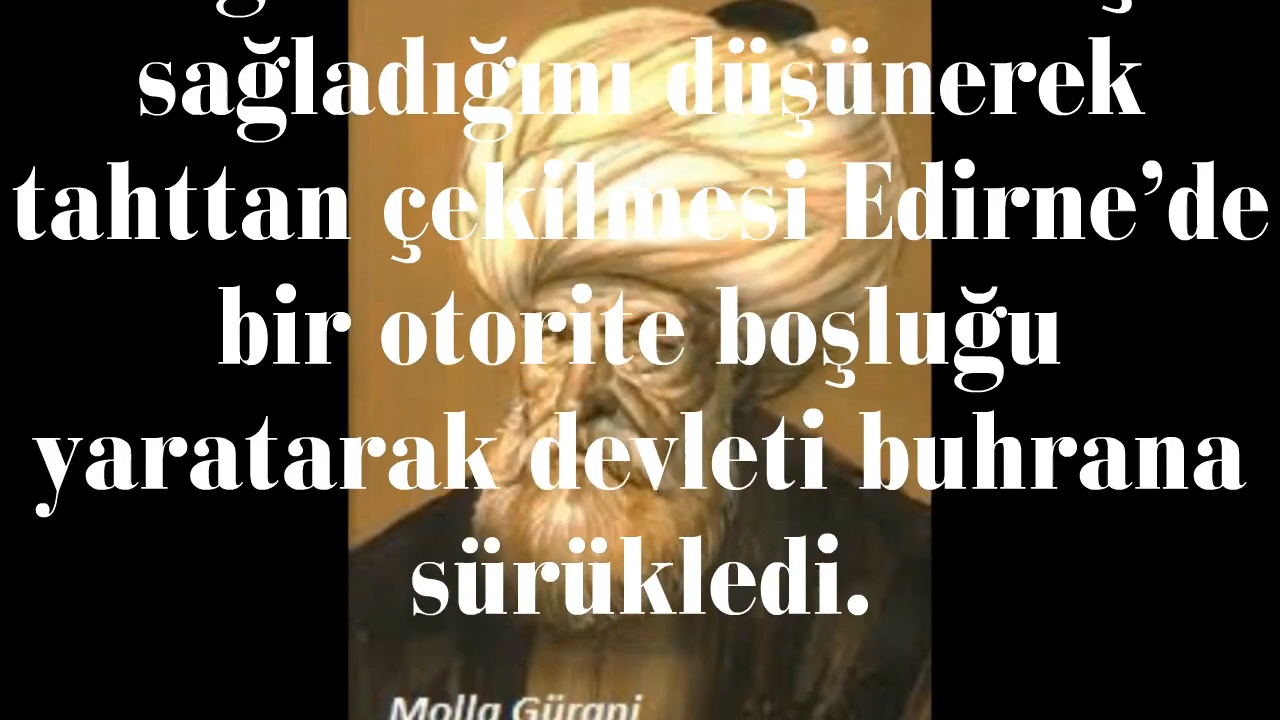 sağladığını düşünerek
tahttan çekilmesi Edirne’de
bir otorite boşluğu
yaratarak devleti buhrana
sürükledi.
Molla Gürani